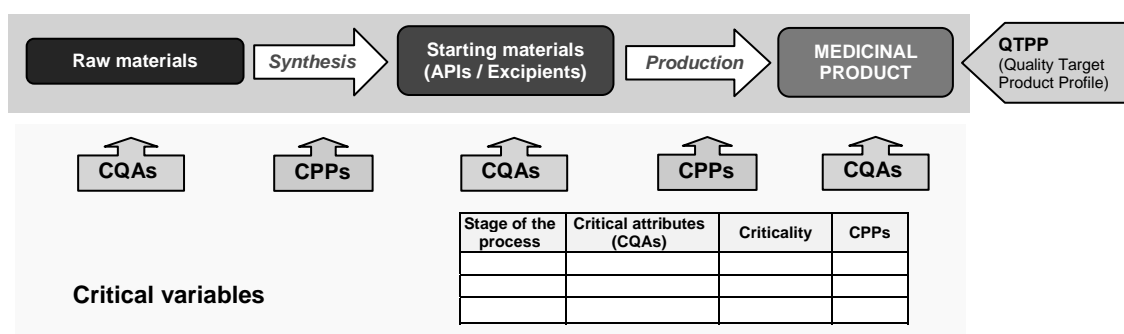 Raw materials
Synthesis
Starting materials
(APIs / Excipients)
Production
MEDICINAL
PRODUCT
QTPP
(Quality Target
Product Profile)
CQAs
CPPs
CQAs
CPPs
CQAs
Stage of the
process
Critical attributes
(CQAs)
Criticality
CPPs
Critical variables